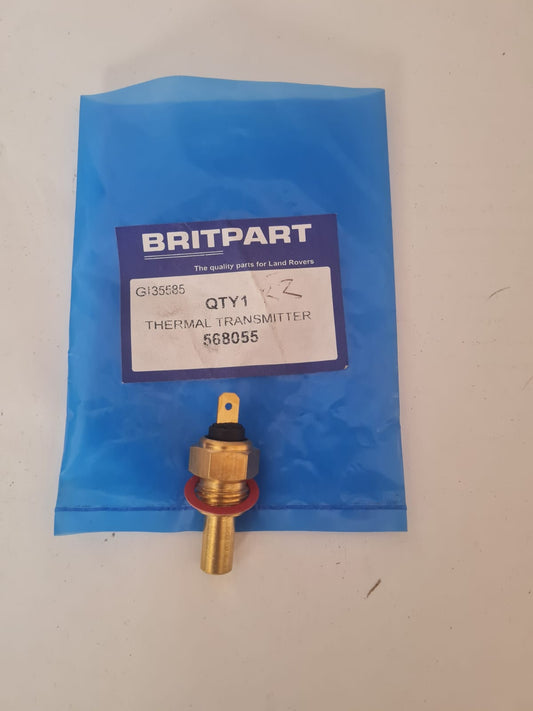 BRITPART
The quality parts for Land Rovers
GI35585
QTY1
THERMAL TRANSMITTER
568055